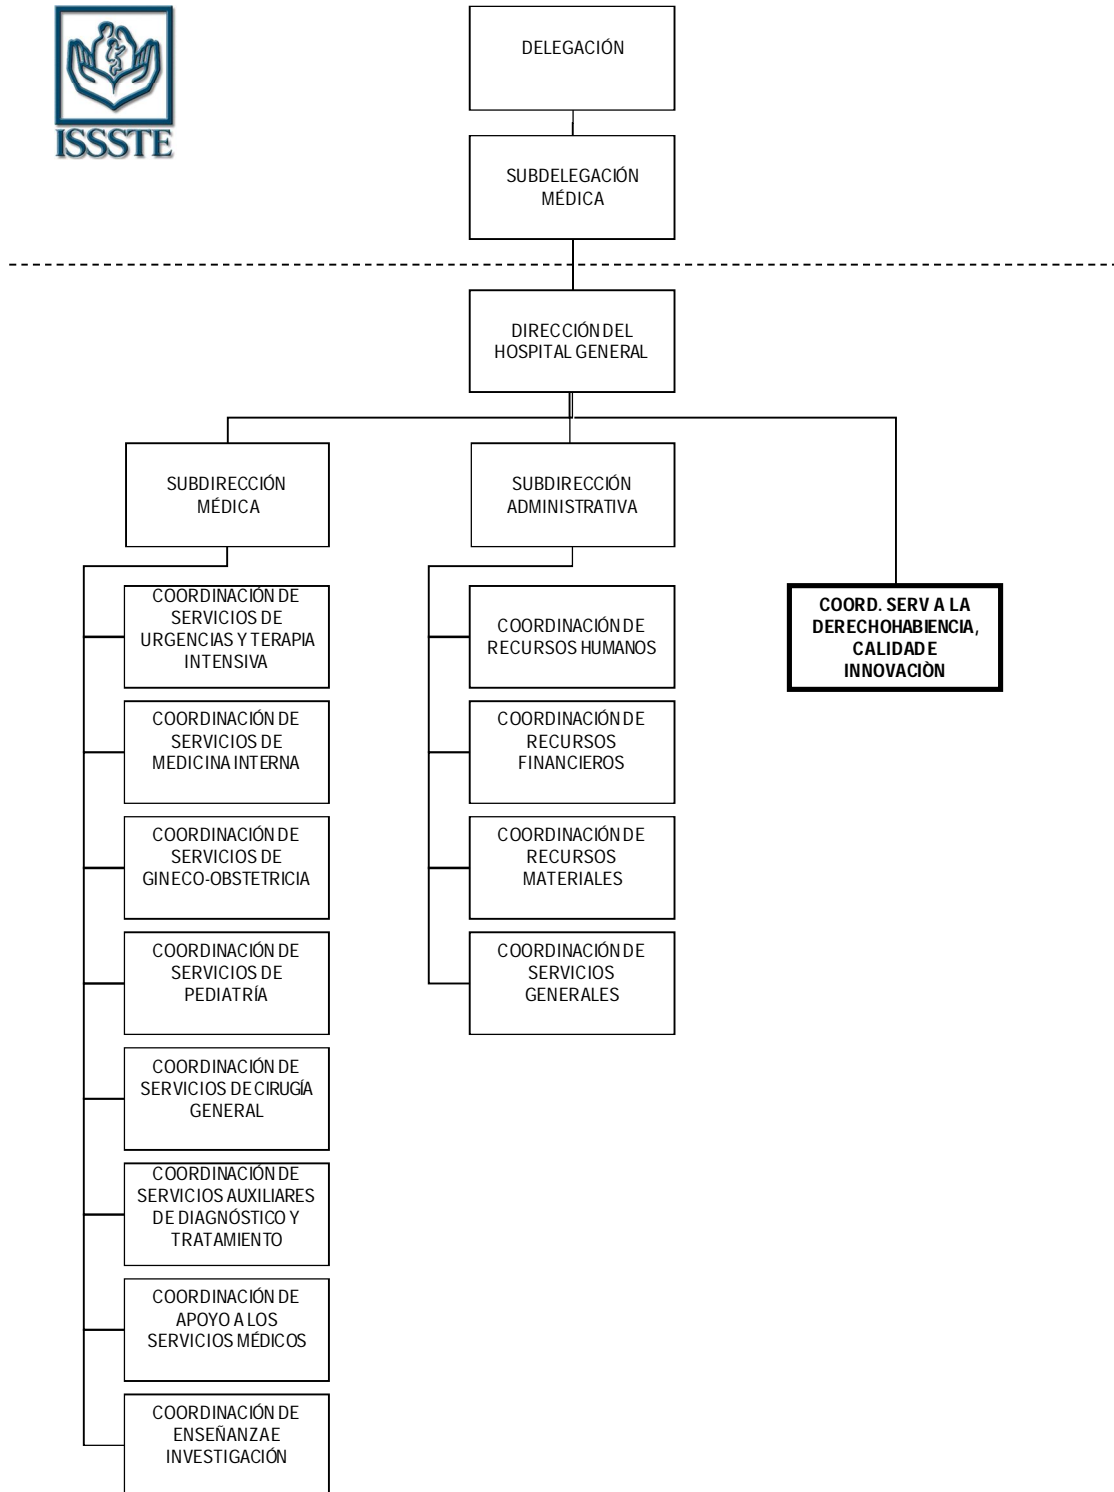 ISSSTE
DELEGACIÓN
SUBDELEGACIÓN
MÉDICA
DIRECCIÓN DEL
HOSPITAL GENERAL
SUBDIRECCIÓN
MÉDICA
SUBDIRECCIÓN
ADMINISTRATIVA
COORDINACIÓN DE
SERVICIOS DE
URGENCIAS Y TERAPIA
INTENSIVA
COORDINACIÓN DE
SERVICIOS DE
MEDICINA INTERNA
COORDINACIÓN DE
SERVICIOS DE
GINECO-OBSTETRICIA
COORDINACIÓN DE
SERVICIOS DE
PEDIATRÍA
COORDINACIÓN DE
SERVICIOS DE CIRUGÍA
GENERAL
COORDINACIÓN DE
SERVICIOS AUXILIARES
DE DIAGNÓSTICO Y
TRATAMIENTO
COORDINACIÓN DE
APOYO A LOS
SERVICIOS MÉDICOS
COORDINACIÓN DE
ENSEÑANZA E
INVESTIGACIÓN
COORDINACIÓN DE
RECURSOS HUMANOS
COORDINACIÓN DE
RECURSOS
FINANCIEROS
COORDINACIÓN DE
RECURSOS
MATERIALES
COORDINACIÓN DE
SERVICIOS
GENERALES
COORD. SERV A LA
DERECHOHABIENCIA,
CALIDAD E
INNOVACIÒN